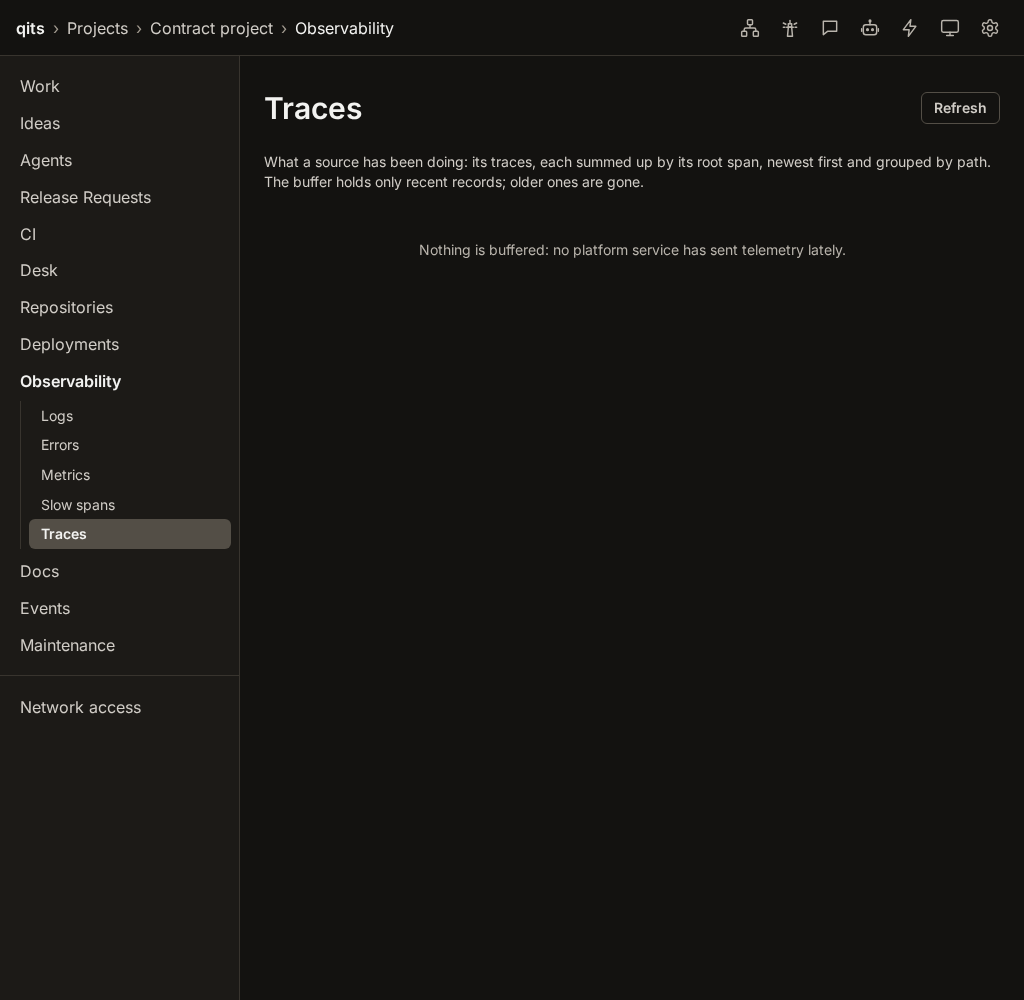 qits › Projects › Contract project › Observability
Work
Ideas
Agents
Release Requests
CI
Desk
Repositories
Deployments
Observability
Logs
Errors
Metrics
Slow spans
Traces
Docs
Events
Maintenance
Network access
Traces
Refresh
What a source has been doing: its traces, each summed up by its root span, newest first and grouped by path.
The buffer holds only recent records; older ones are gone.
Nothing is buffered: no platform service has sent telemetry lately.